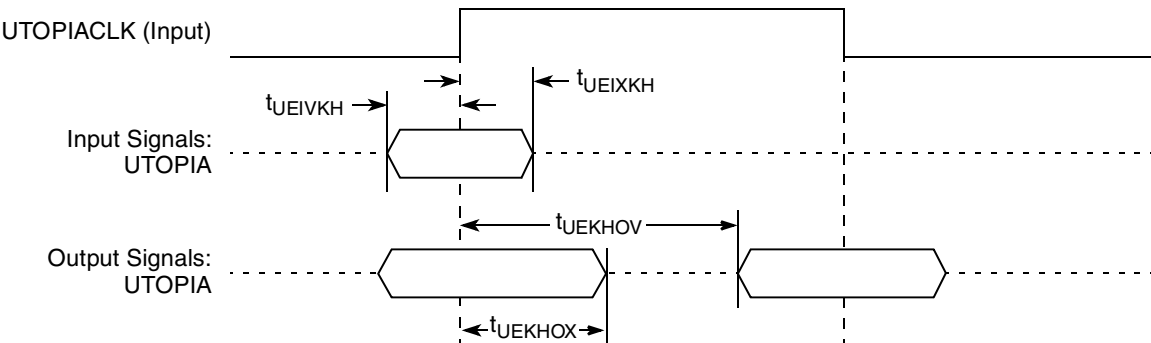 UTOPIACLK (Input)
tUEIXKH
tUEIVKH
Input Signals:
UTOPIA
tUEKHOV
Output Signals:
UTOPIA
tUEKHOX